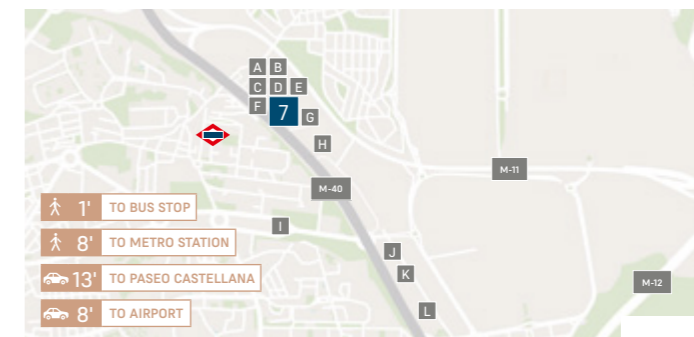 A B
C D E
F 7 G
H
M-11
M-40
1' TO BUS STOP
I
8' TO METRO STATION
J
13' TO PASEO CASTELLANA
K
M-12
8' TO AIRPORT
L